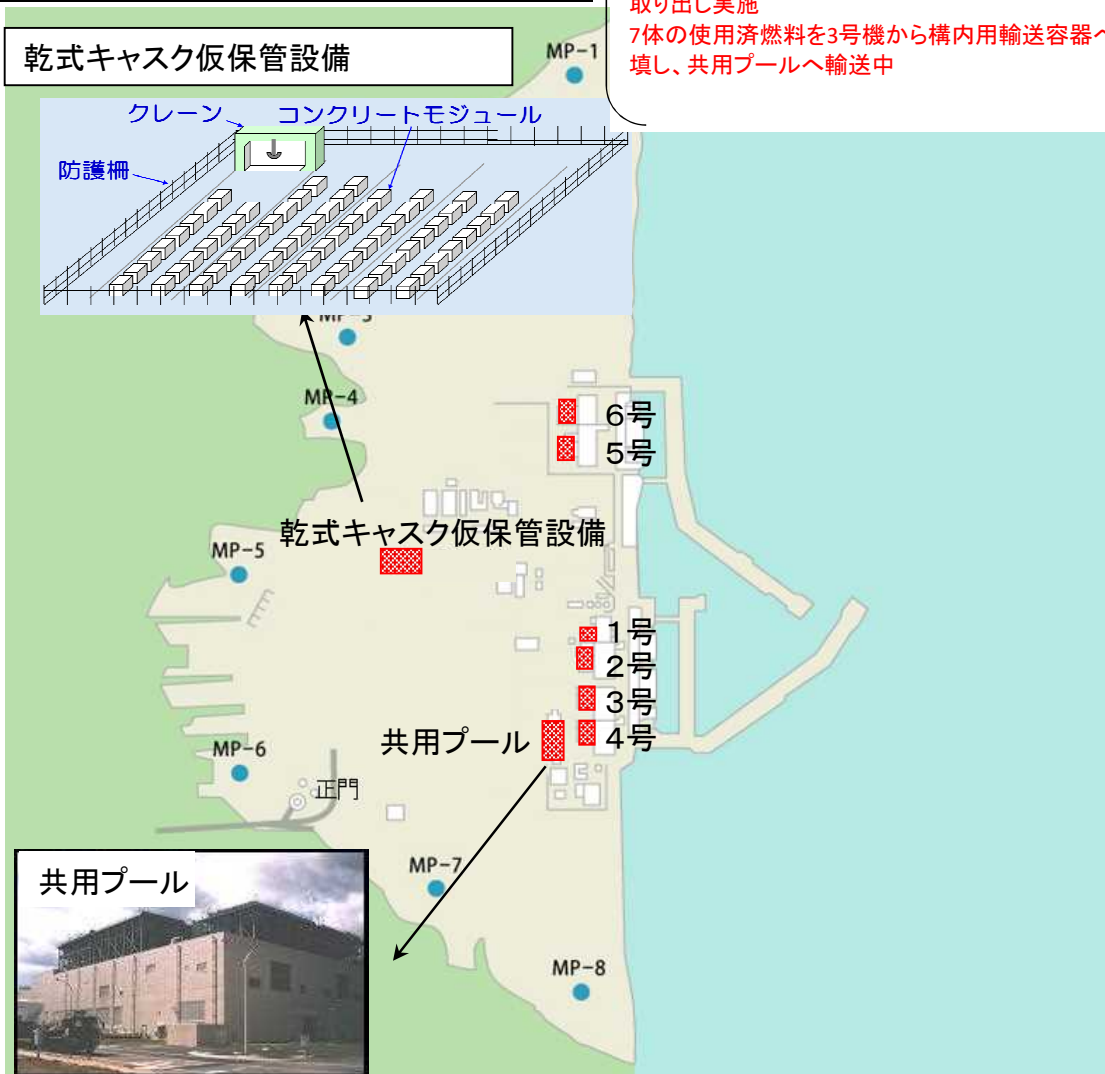 取り出し実施
7体の使用済燃料を3号機から構内用輸送容器へ
填し、共用プールへ輸送中
乾式キャスク仮保管設備
MP-1
クレーン
コンクリートモジュール
防護柵
MP-4
6号
5号
乾式キャスク仮保管設備
MP-5
1号
2号
3号
4号
共用プール
MP-6
正門
MP-7
共用プール
MP-8